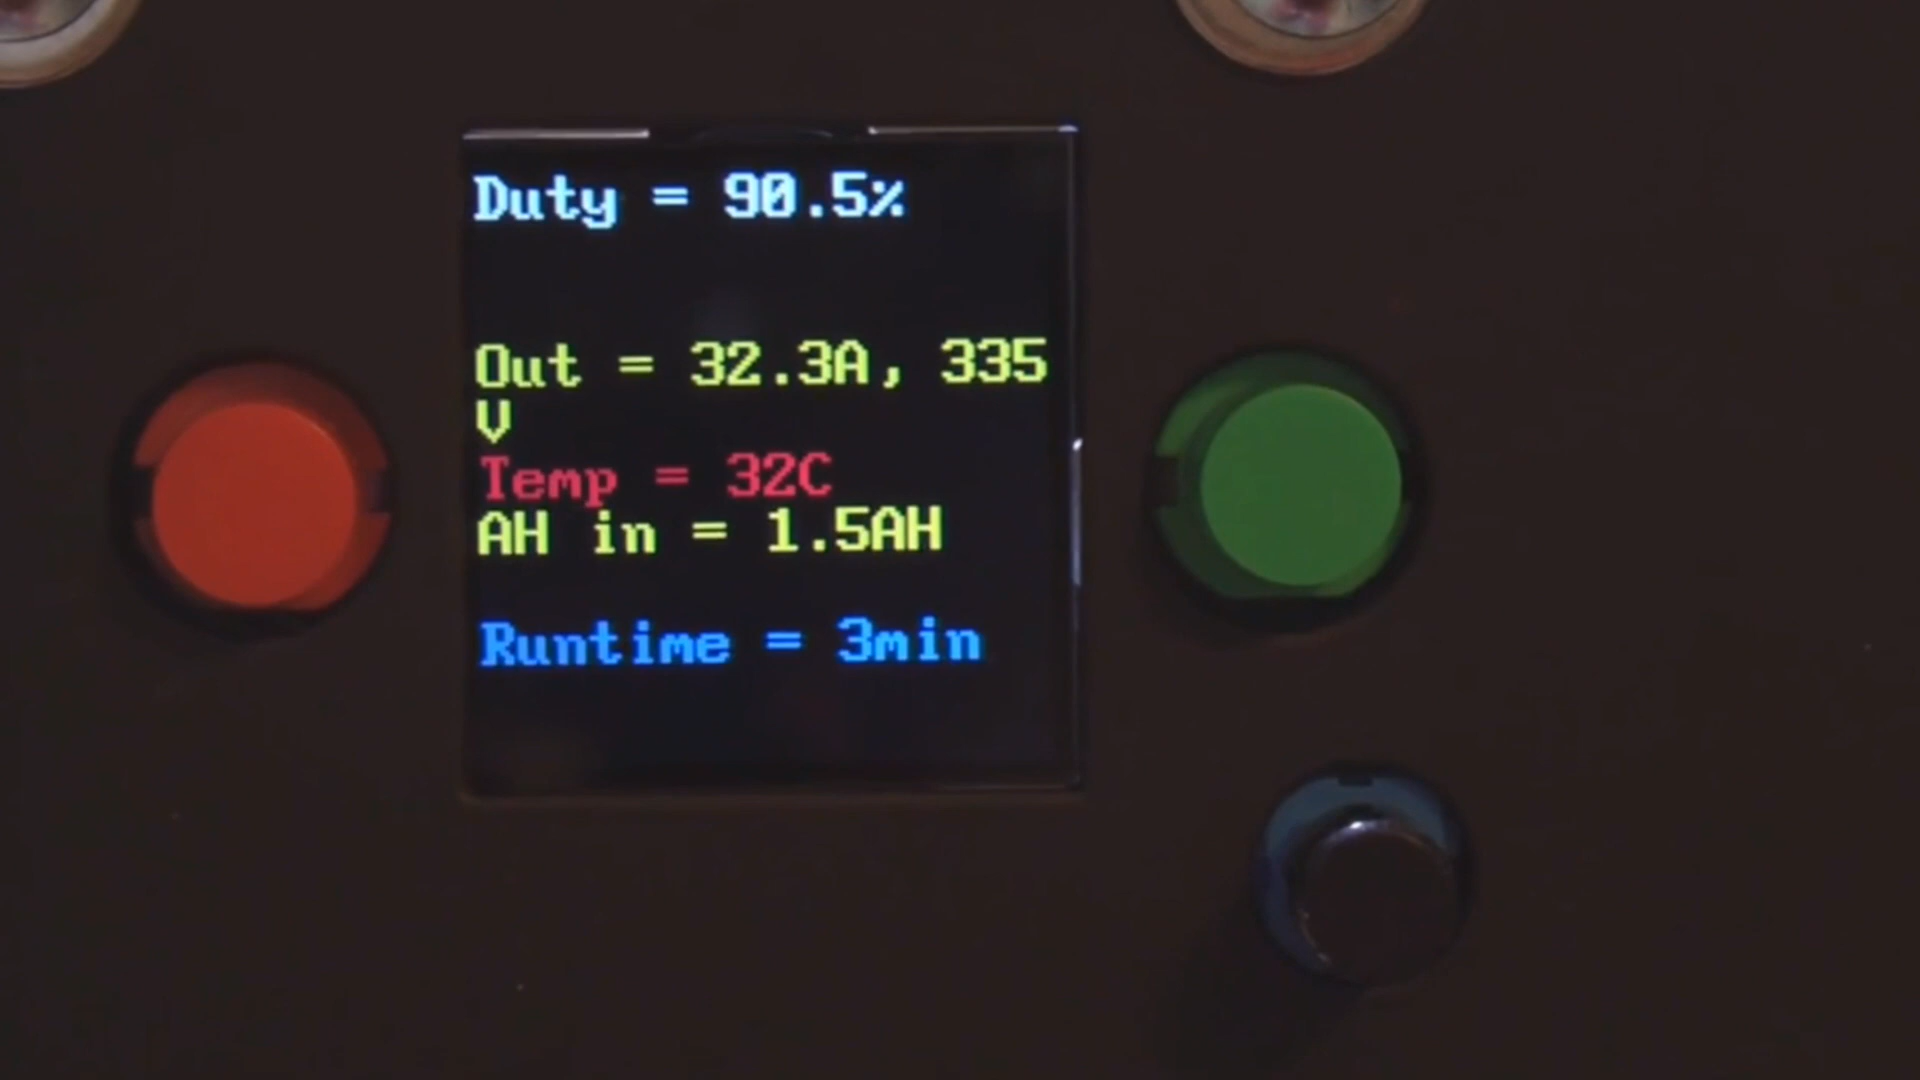 Duty = 90.5%
Out = 32.3A, 335
V
Temp = 32C
AH in = 1.5AH
Runtime = 3min